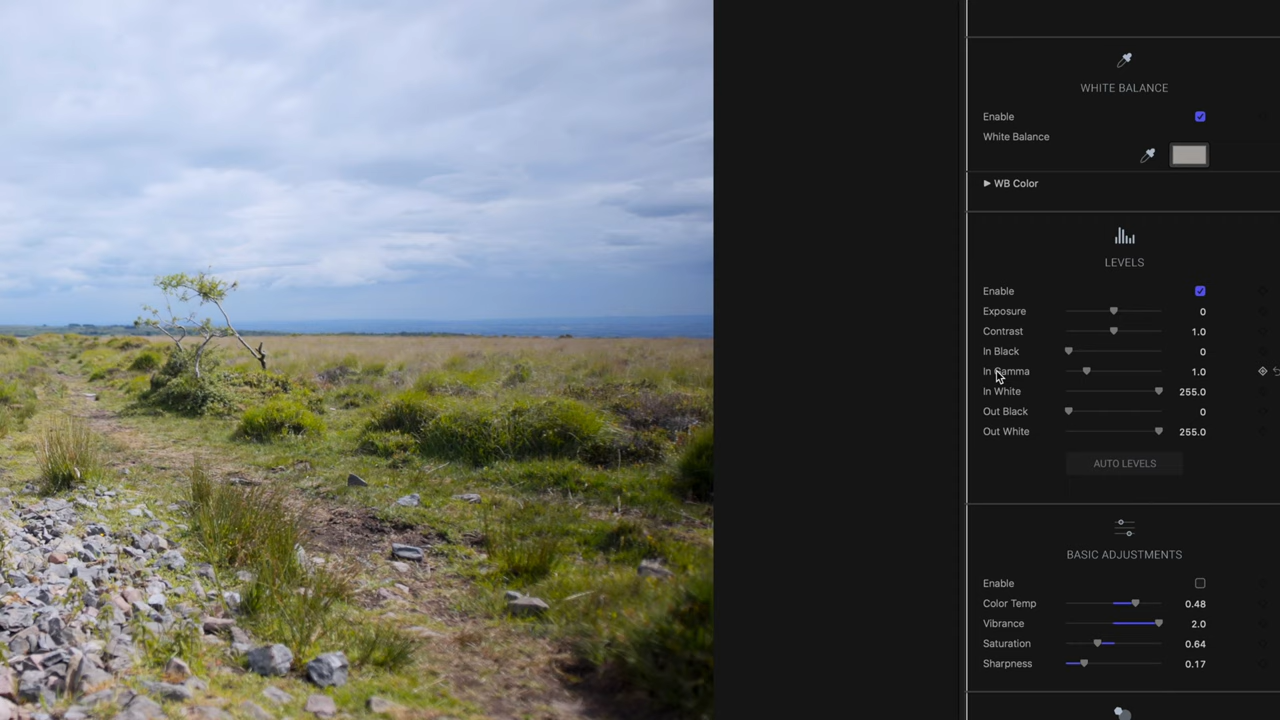 WHITE BALANCE
Enable
White Balance
WB Color
LEVELS
Enable
Exposure 0
Contrast 1.0
In Black 0
In Gamma 1.0
In White 255.0
Out Black 0
Out White 255.0
AUTO LEVELS
BASIC ADJUSTMENTS
Enable
Color Temp 0.48
Vibrance 2.0
Saturation 0.64
Sharpness 0.17